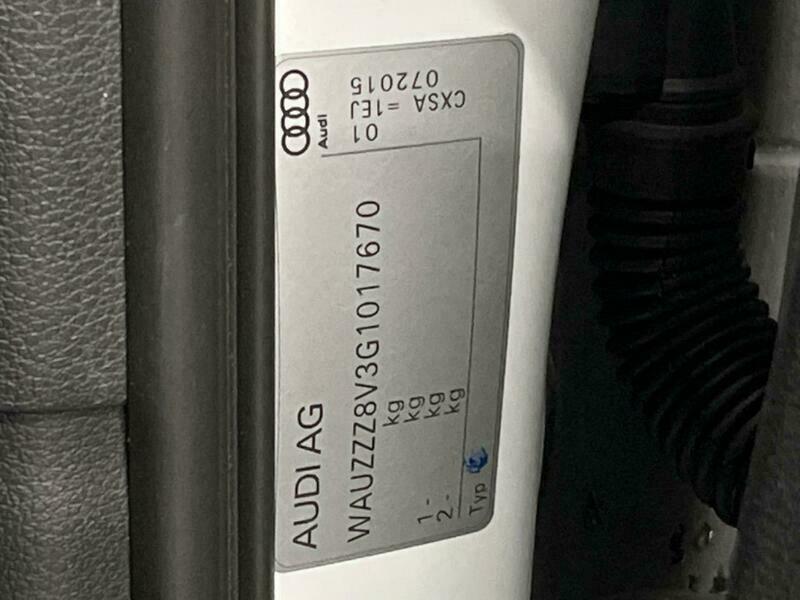 AUDI AG
WAUZZZ8V3G1017670
kg
kg
1- kg
2- kg
Typ
Audi
01
CXSA =1EJ
072015